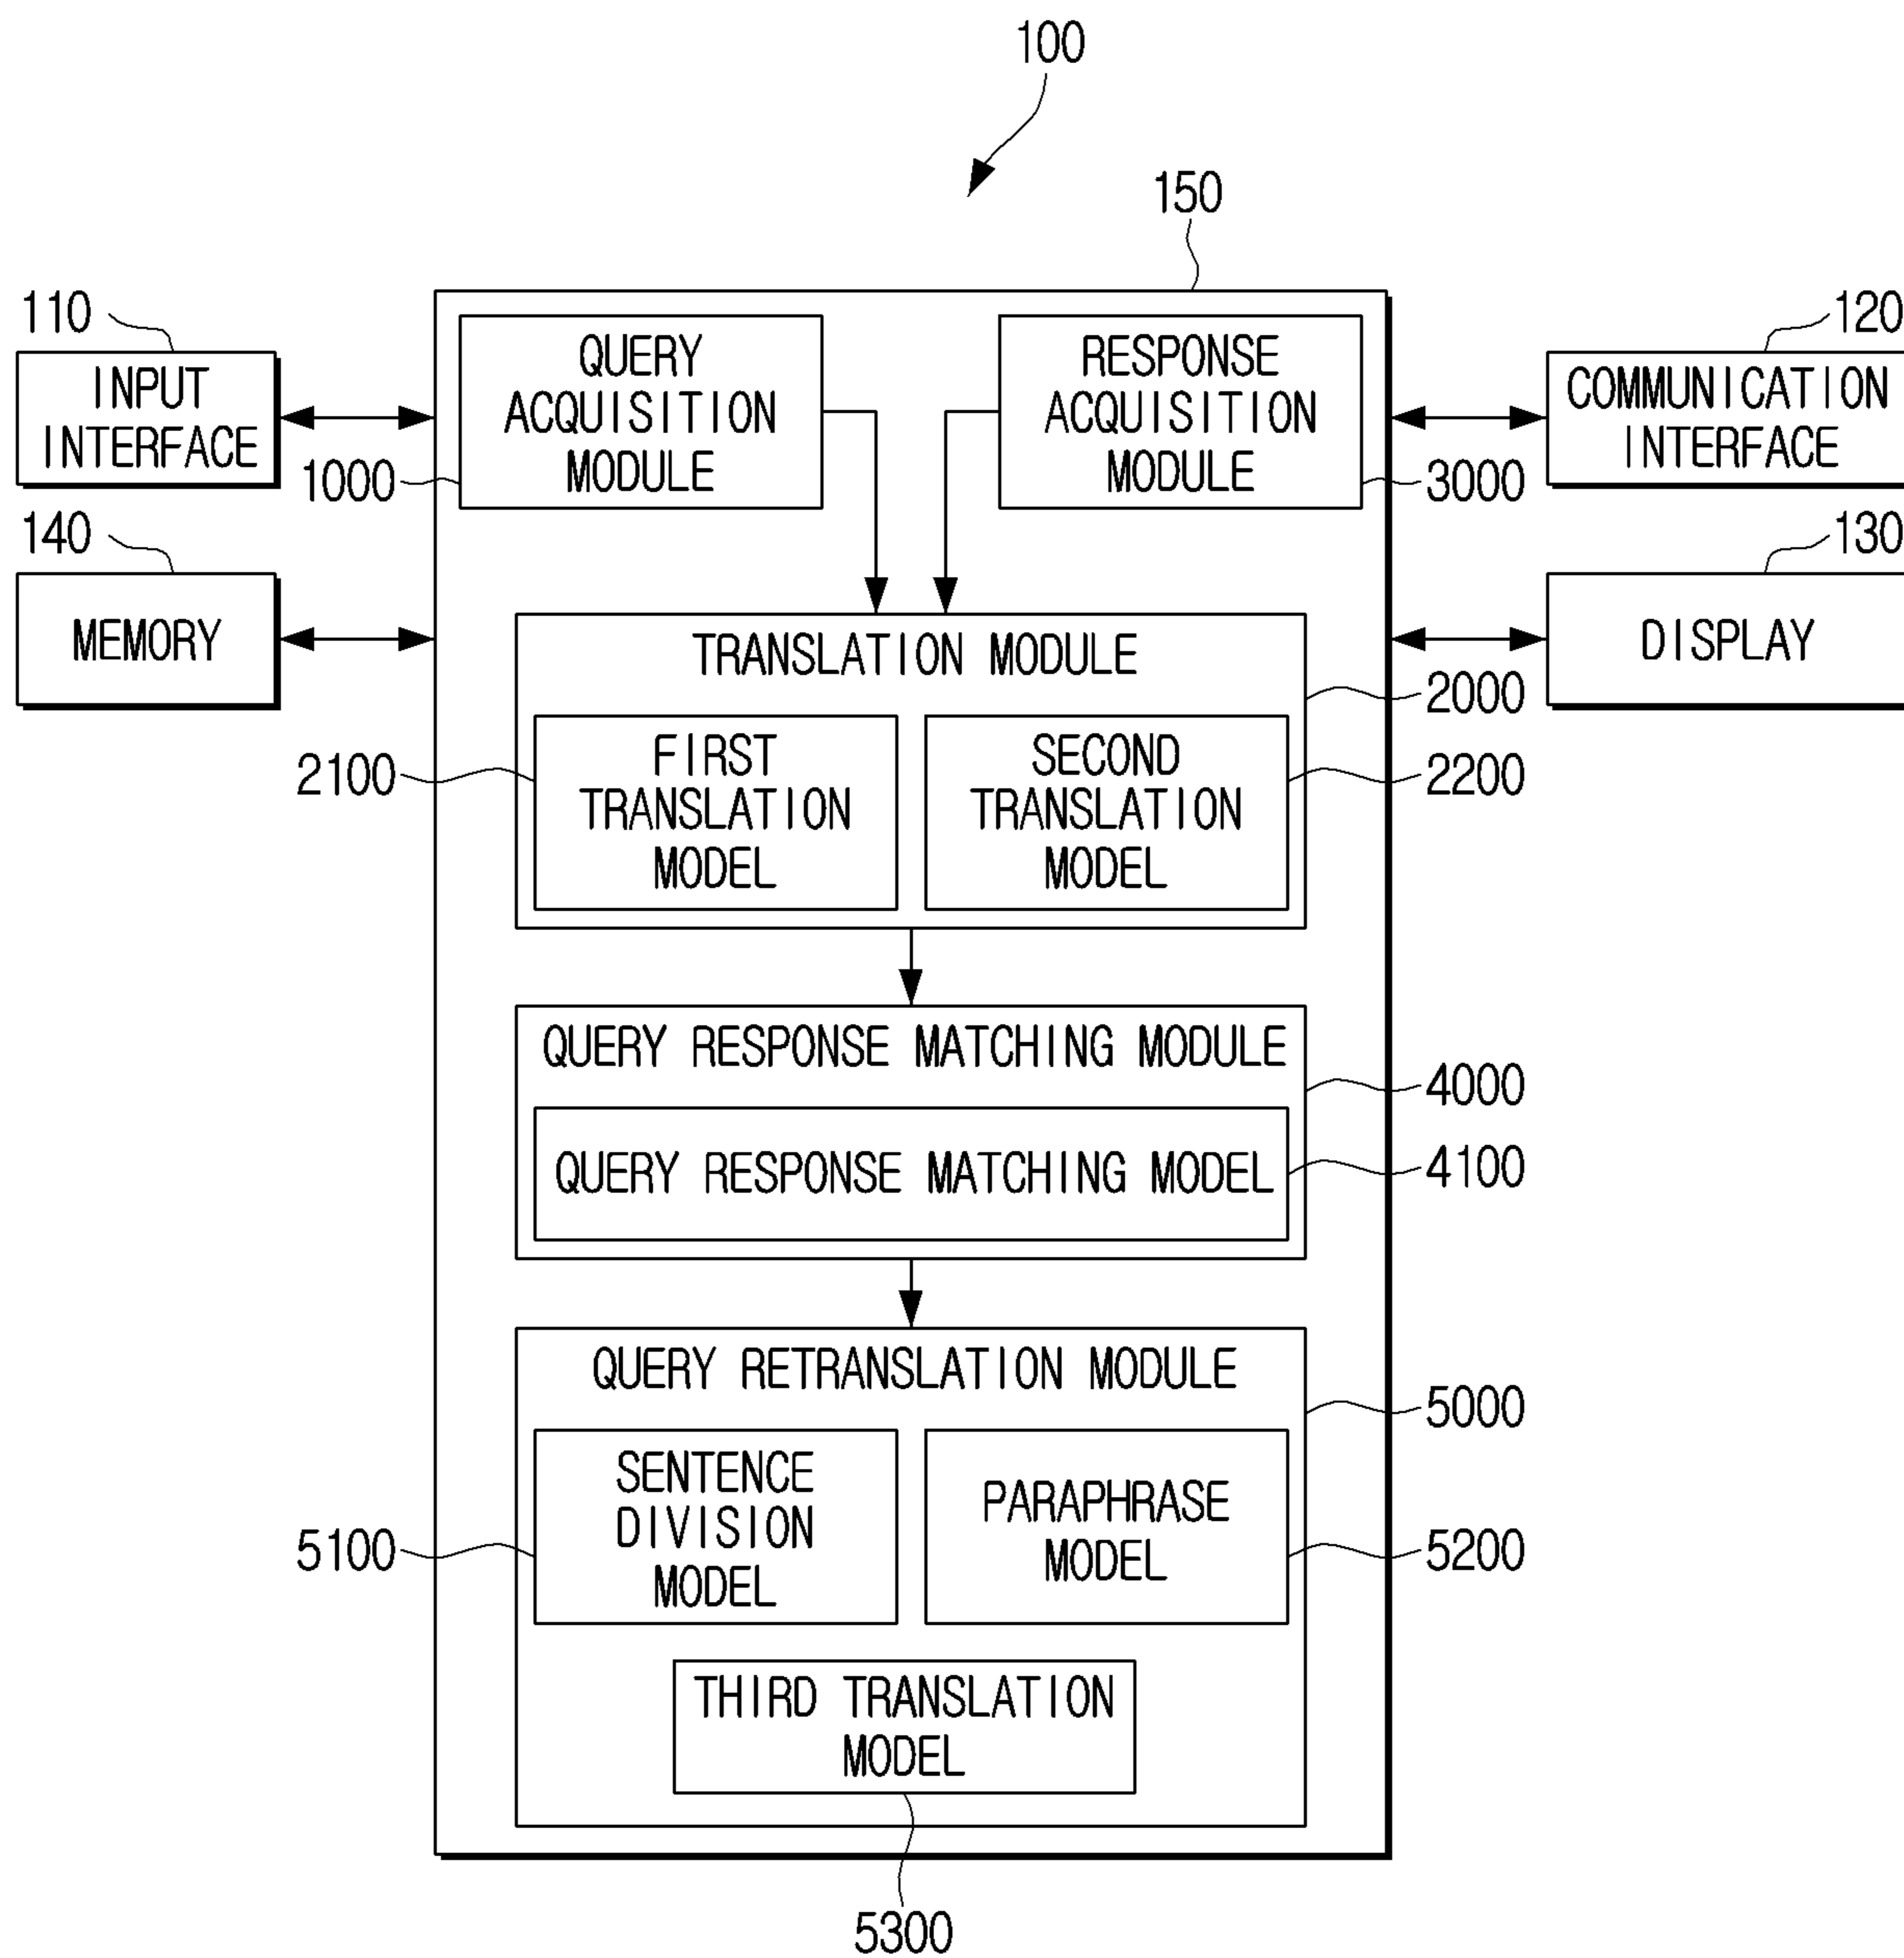 100
150
110
INPUT
INTERFACE
140
MEMORY
QUERY
ACQUISITION
MODULE
1000
RESPONSE
ACQUISITION
MODULE
3000
120
COMMUNICATION
INTERFACE
130
DISPLAY
TRANSLATION MODULE
2000
2100
FIRST
TRANSLATION
MODEL
SECOND
TRANSLATION
MODEL
2200
QUERY RESPONSE MATCHING MODULE
4000
QUERY RESPONSE MATCHING MODEL
4100
QUERY RETRANSLATION MODULE
5000
5100
SENTENCE
DIVISION
MODEL
PARAPHRASE
MODEL
5200
THIRD TRANSLATION
MODEL
5300